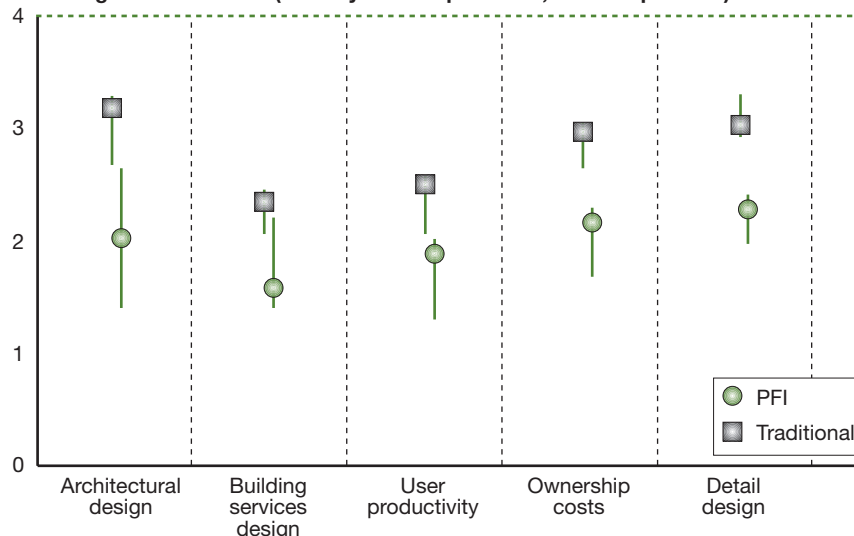 4
3
2
1
0
PFI
Traditional
Architectural
design
Building
services
design
User
productivity
Ownership
costs
Detail
design